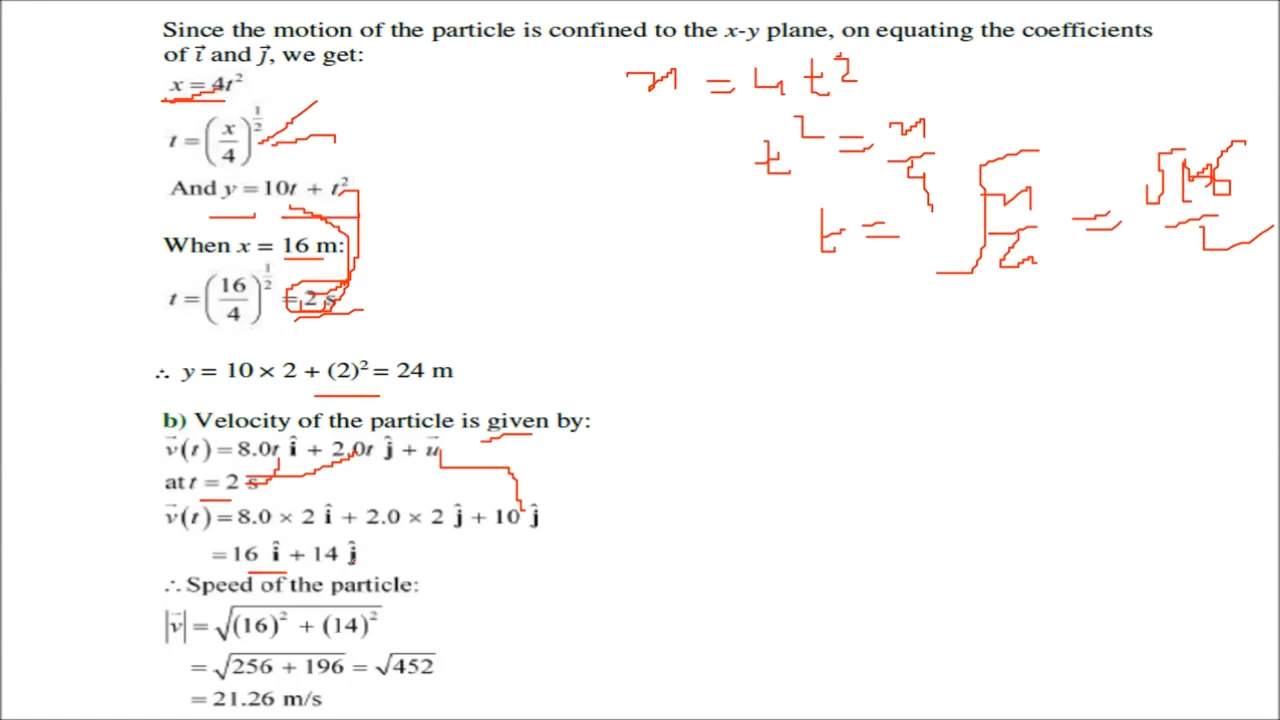 Since the motion of the particle is confined to the x-y plane, on equating the coefficients
of i⃗ and j⃗, we get:
x = 4t²
t = (x/4)^(1/2)
And y = 10t + t²
When x = 16 m:
t = (16/4)^(1/2) = 2 s
∴ y = 10 × 2 + (2)² = 24 m
b) Velocity of the particle is given by:
v⃗(t) = 8.0t î + 2.0t ĵ + u⃗
at t = 2 s
v⃗(t) = 8.0 × 2 î + 2.0 × 2 ĵ + 10 ĵ
= 16 î + 14 ĵ
∴ Speed of the particle:
|v⃗| = √(16)² + (14)²
= √256 + 196 = √452
= 21.26 m/s
x = 4 t²
t² = x/4
t =